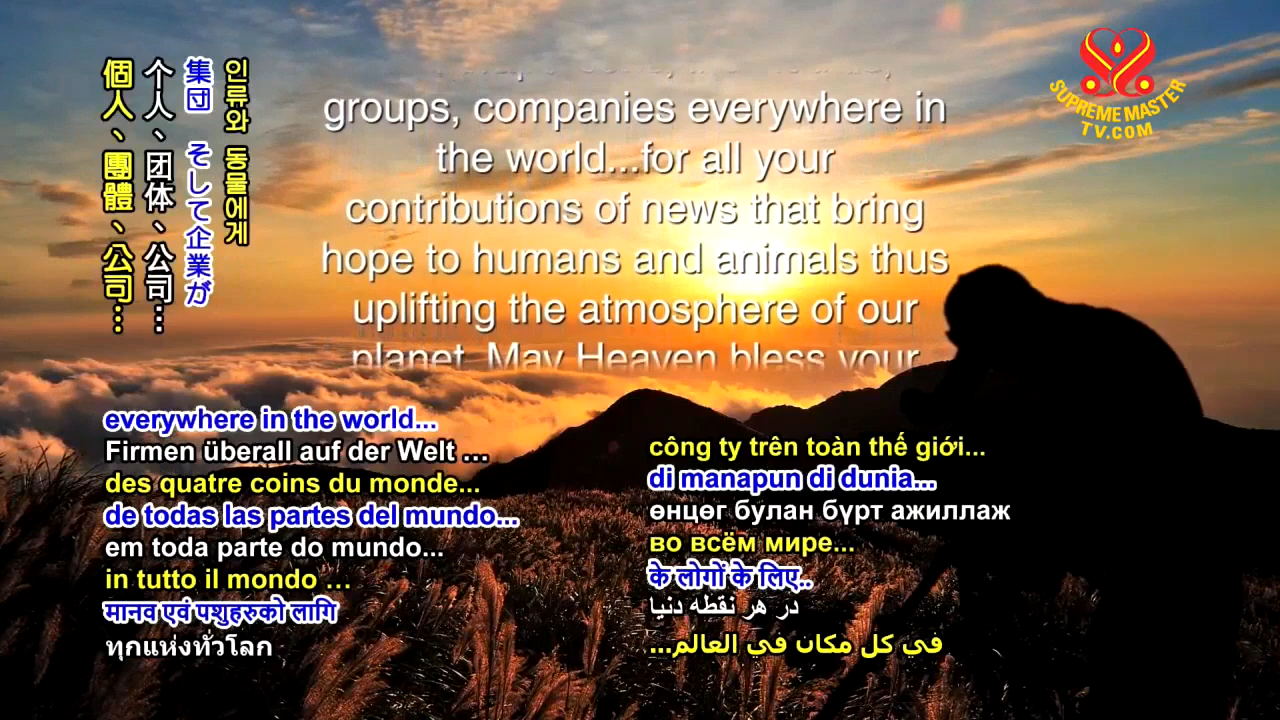 個人、團體、公司…
个人、团体、公司…
集団 そして企業が
인류와 동물에게
groups, companies everywhere in
the world...for all your
contributions of news that bring
hope to humans and animals thus
uplifting the atmosphere of our
planet. May Heaven bless your
SUPREME MASTER
TV.COM
everywhere in the world...
Firmen überall auf der Welt …
des quatre coins du monde...
de todas las partes del mundo...
em toda parte do mundo...
in tutto il mondo …
मानव एवं पशुहरुको लागि
ทุกแห่งทั่วโลก
công ty trên toàn thế giới...
di manapun di dunia...
өнцөг булан бүрт ажиллаж
во всём мире...
के लोगों के लिए..
در هر نقطه دنیا
في كل مكان في العالم...